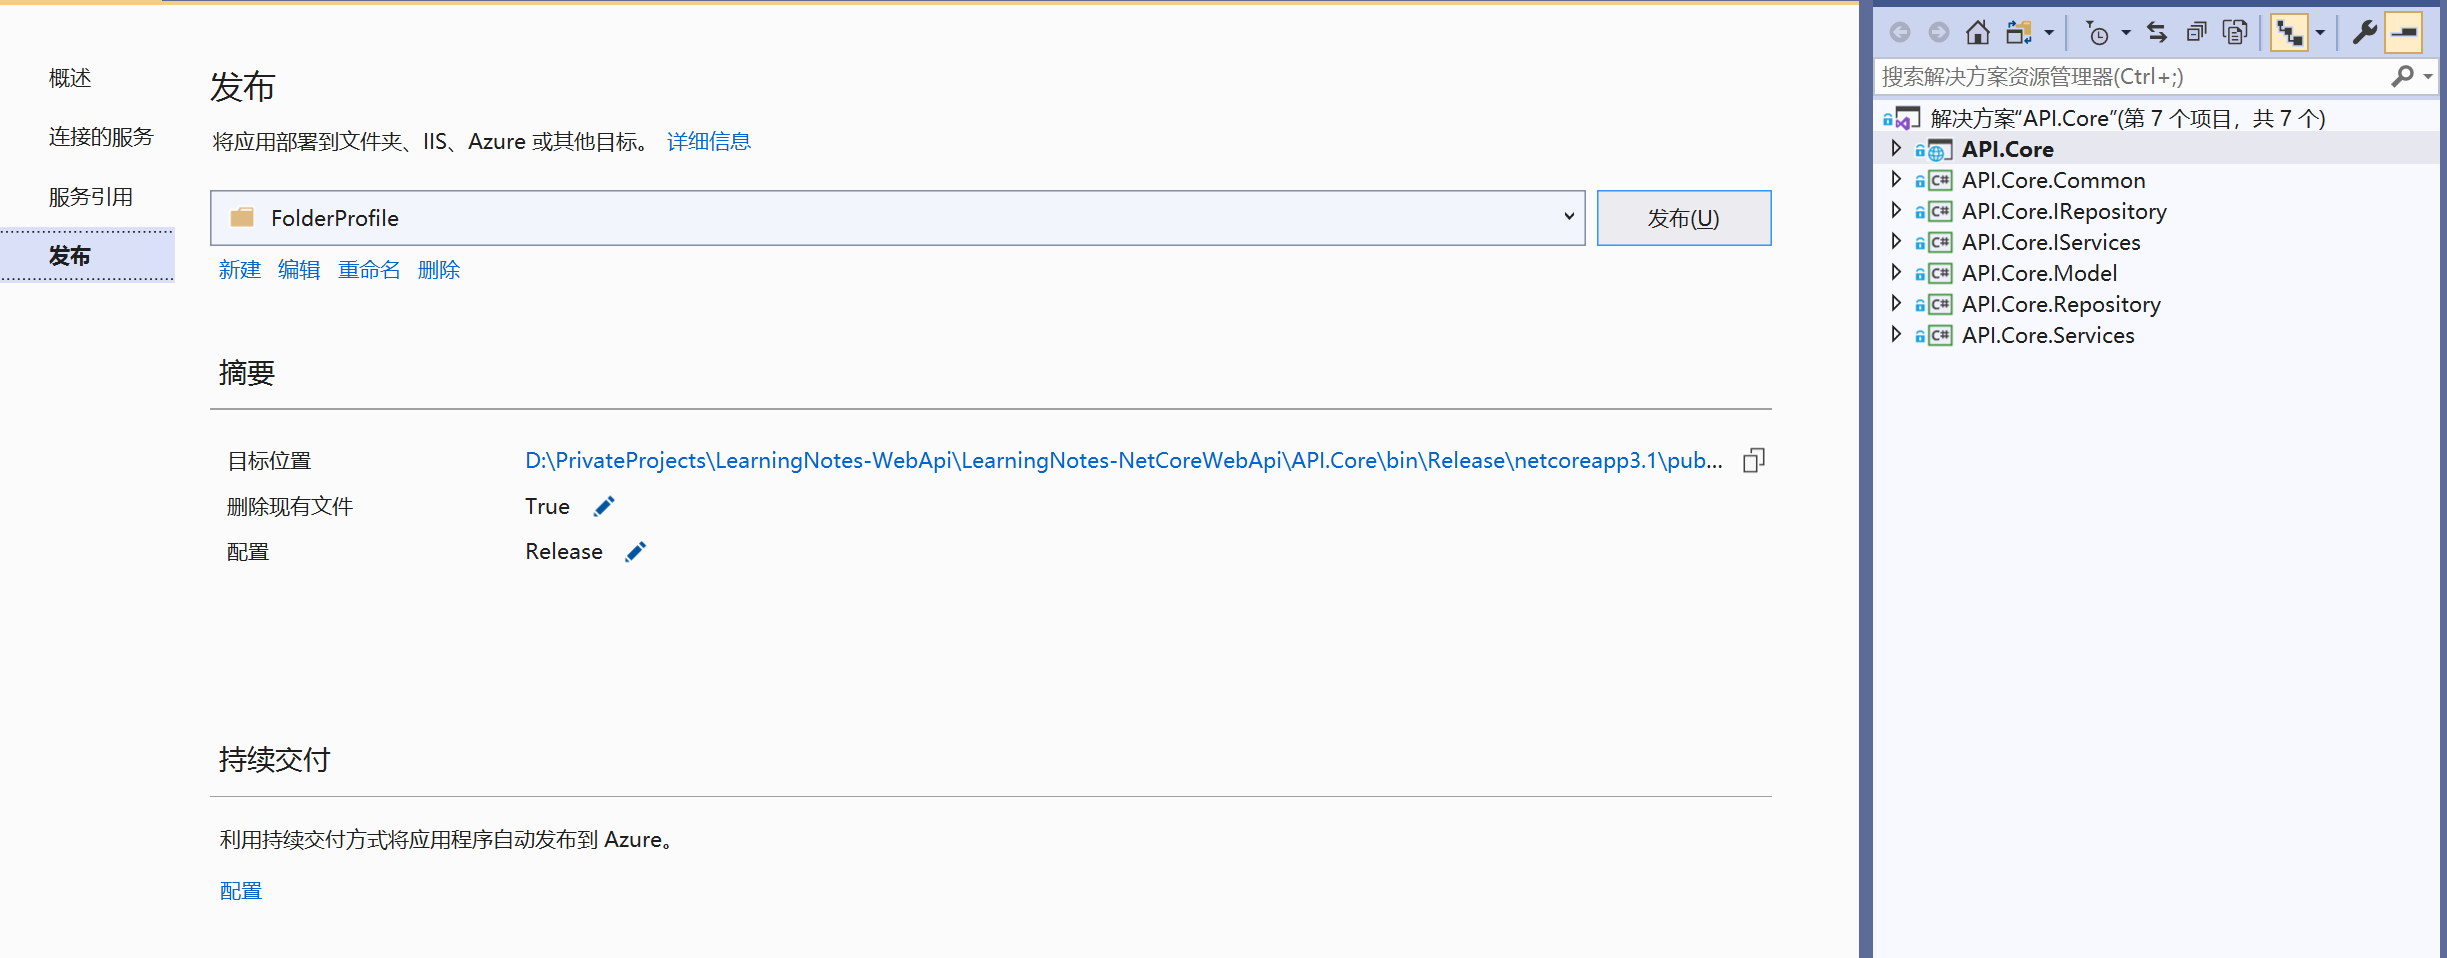 概述
连接的服务
服务引用
发布
发布
将应用部署到文件夹、IIS、Azure 或其他目标。 详细信息
FolderProfile
发布(U)
新建 编辑 重命名 删除
摘要
目标位置 D:\PrivateProjects\LearningNotes-WebApi\LearningNotes-NetCoreWebApi\API.Core\bin\Release\netcoreapp3.1\pub...
删除现有文件 True
配置 Release
持续交付
利用持续交付方式将应用程序自动发布到 Azure。
配置
搜索解决方案资源管理器(Ctrl+;)
解决方案“API.Core”(第 7 个项目，共 7 个)
API.Core
C# API.Core.Common
C# API.Core.IRepository
C# API.Core.IServices
C# API.Core.Model
C# API.Core.Repository
C# API.Core.Services